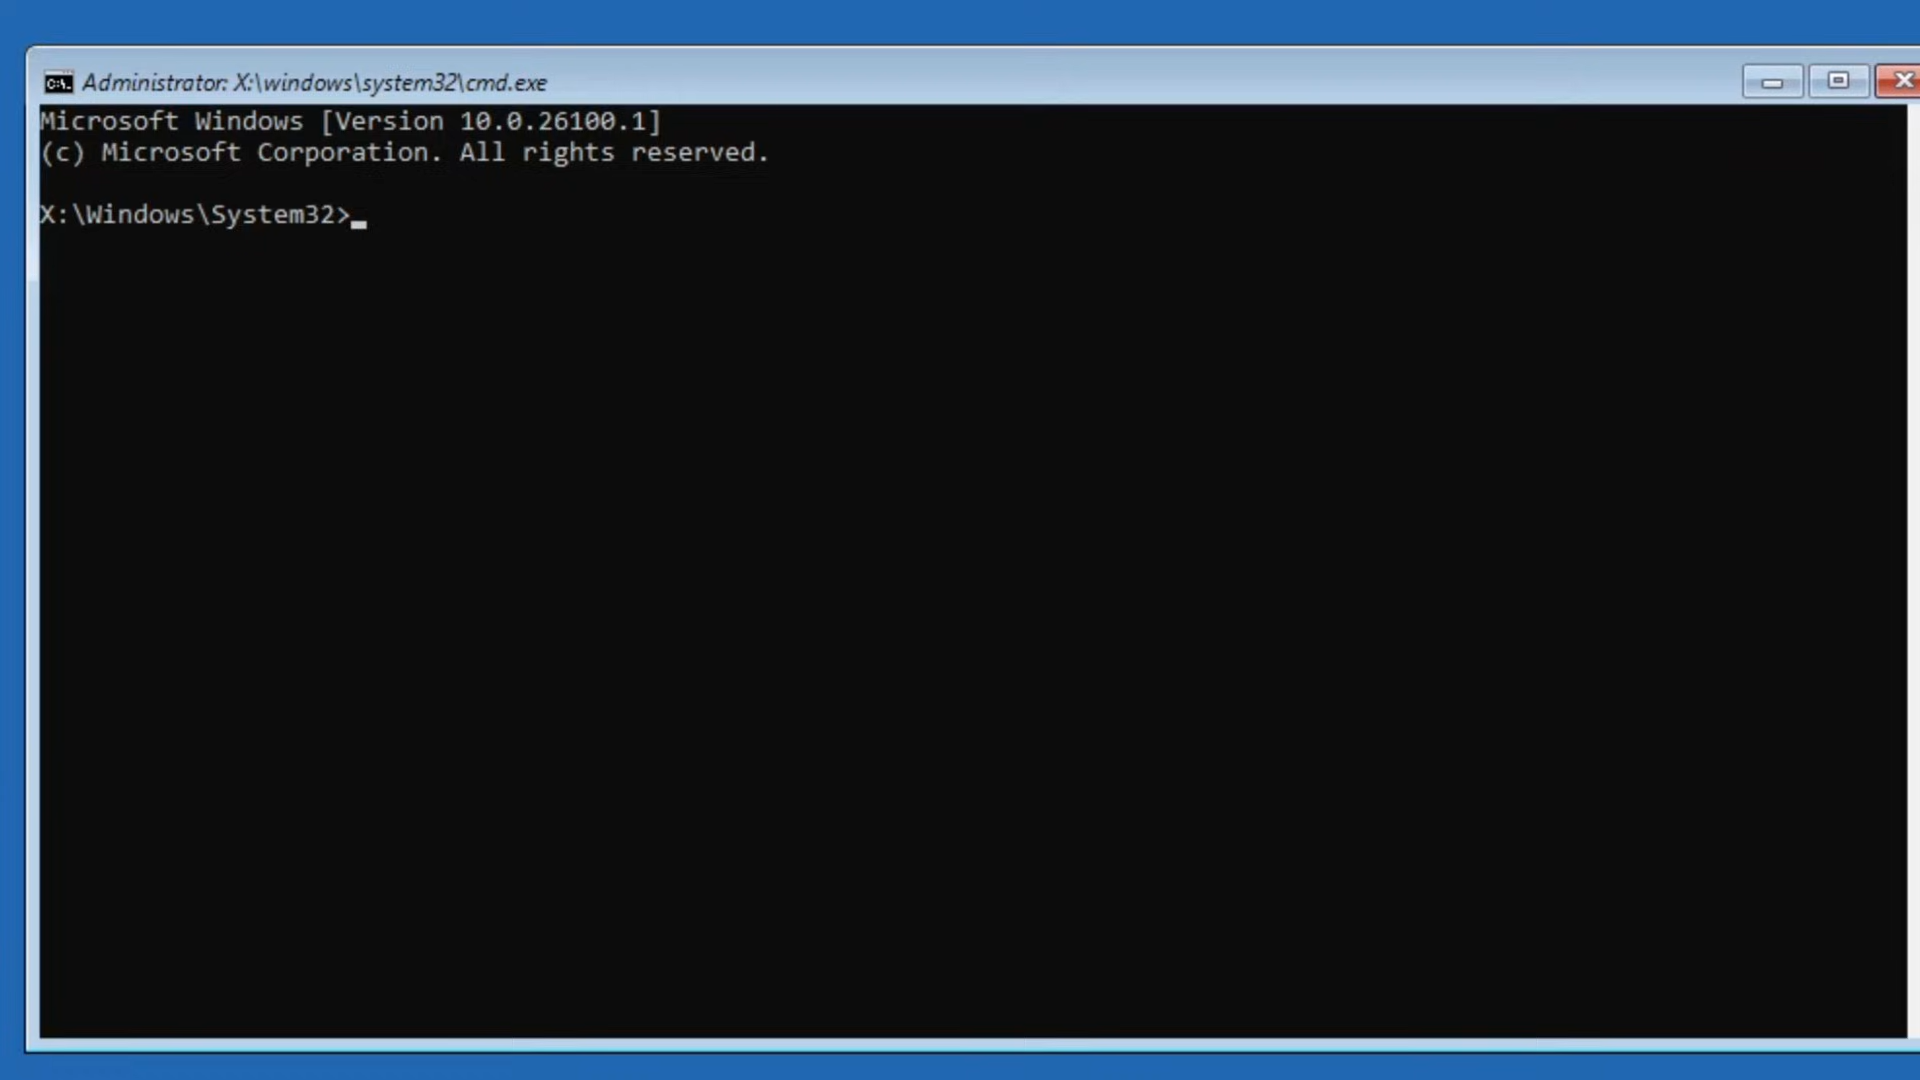 Administrator: X:\windows\system32\cmd.exe
Microsoft Windows [Version 10.0.26100.1]
(c) Microsoft Corporation. All rights reserved.
X:\Windows\System32>